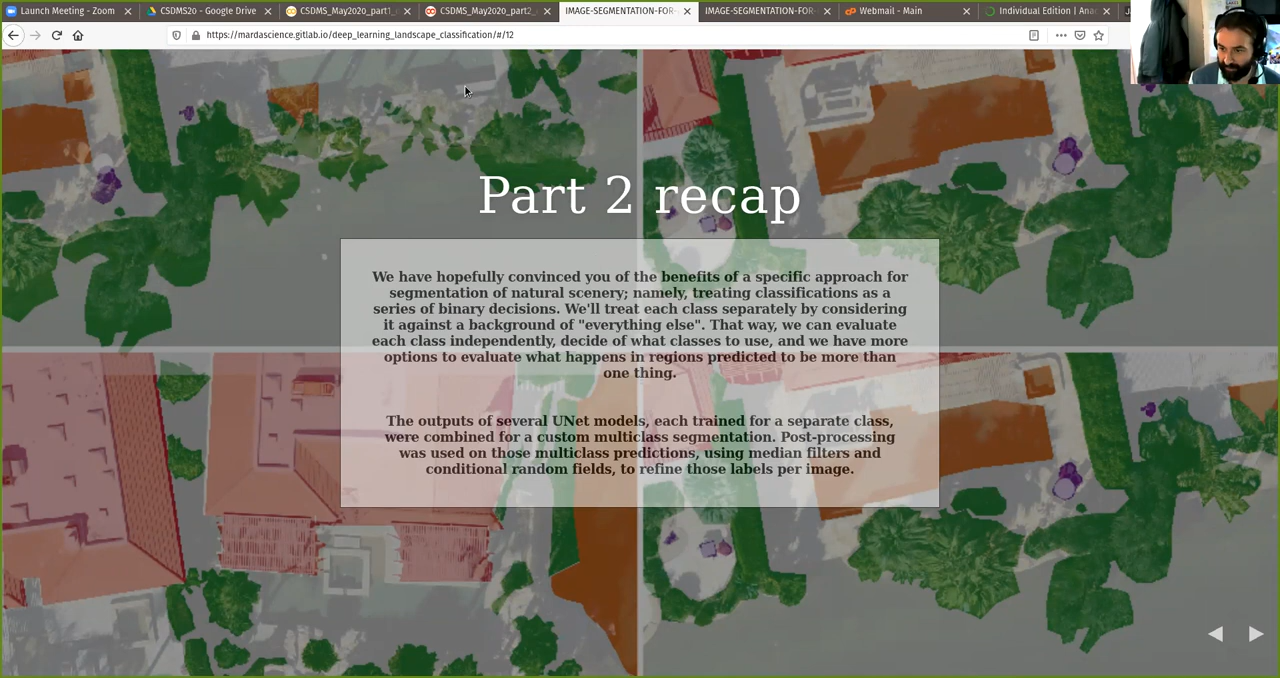 Launch Meeting - Zoom
CSDMS20 - Google Drive
CSDMS_May2020_part1_
CSDMS_May2020_part2_
IMAGE-SEGMENTATION-FOR-
IMAGE-SEGMENTATION-FOR-
Webmail - Main
Individual Edition | Ana
https://mardascience.gitlab.io/deep_learning_landscape_classification/#/12
Part 2 recap
We have hopefully convinced you of the benefits of a specific approach for
segmentation of natural scenery; namely, treating classifications as a
series of binary decisions. We'll treat each class separately by considering
it against a background of "everything else". That way, we can evaluate
each class independently, decide of what classes to use, and we have more
options to evaluate what happens in regions predicted to be more than
one thing.
The outputs of several UNet models, each trained for a separate class,
were combined for a custom multiclass segmentation. Post-processing
was used on those multiclass predictions, using median filters and
conditional random fields, to refine those labels per image.